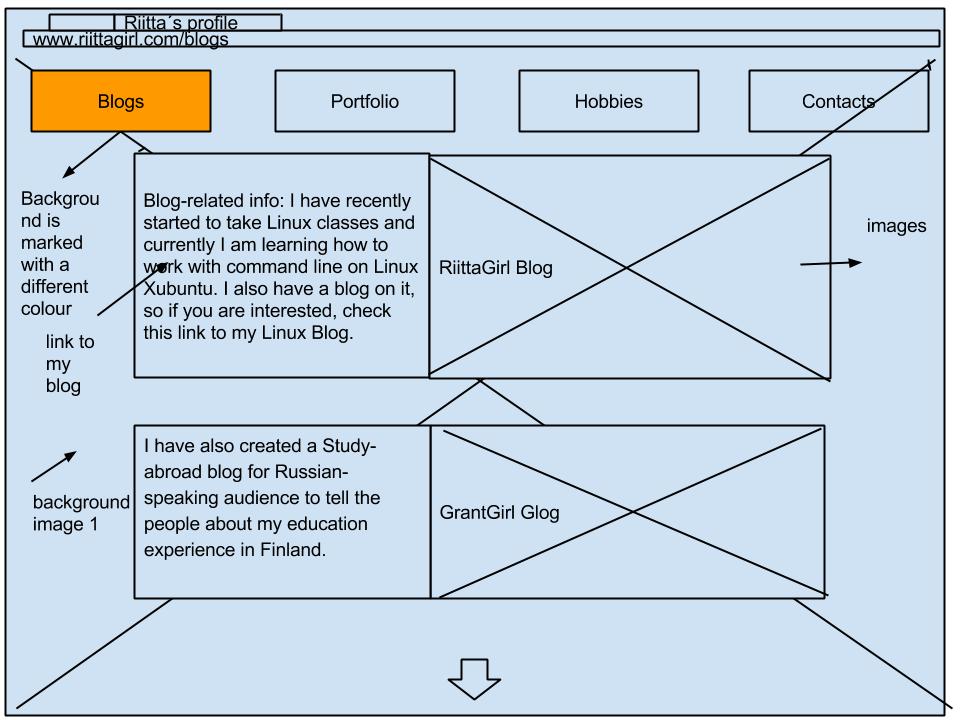 Riitta´s profile
www.riittagirl.com/blogs
Blogs
Portfolio
Hobbies
Contacts
Backgrou
nd is
marked
with a
different
colour
link to
my
blog
Blog-related info: I have recently
started to take Linux classes and
currently I am learning how to
work with command line on Linux
Xubuntu. I also have a blog on it,
so if you are interested, check
this link to my Linux Blog.
RiittaGirl Blog
images
background
image 1
I have also created a Study-
abroad blog for Russian-
speaking audience to tell the
people about my education
experience in Finland.
GrantGirl Glog